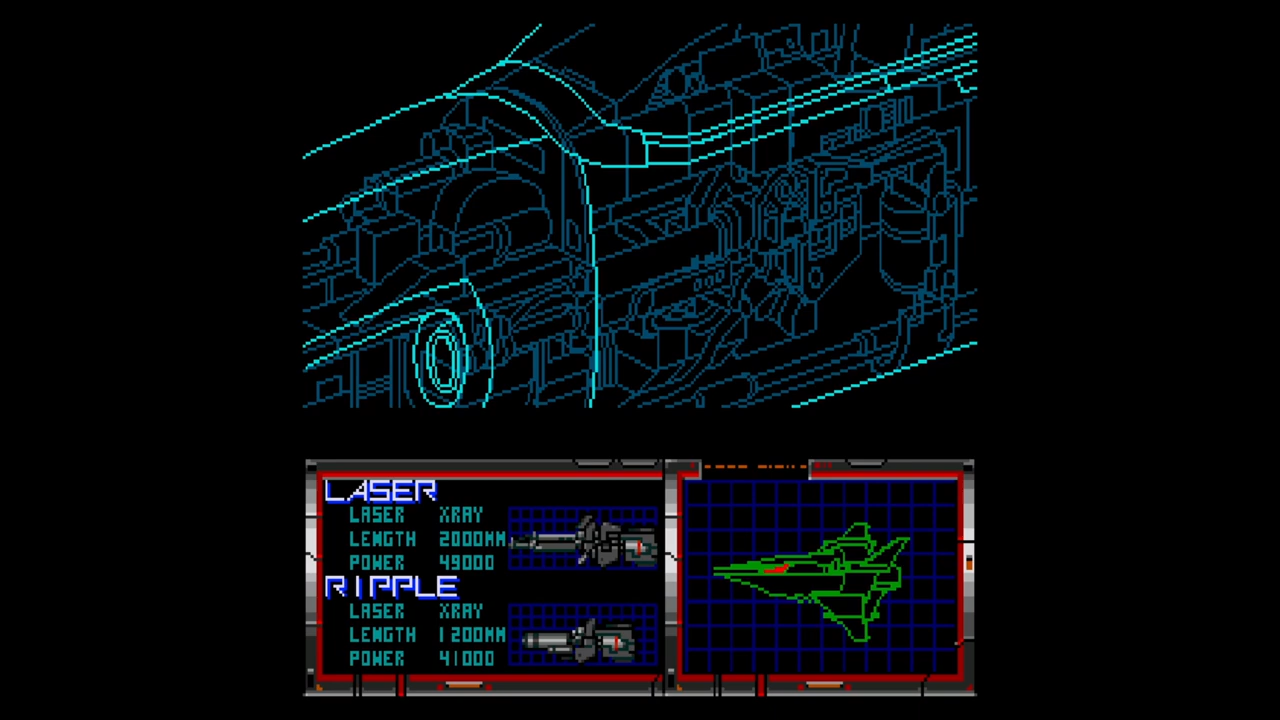 LASER
LASER XRAY
LENGTH 2000MM
POWER 49000
RIPPLE
LASER XRAY
LENGTH 1200MM
POWER 41000